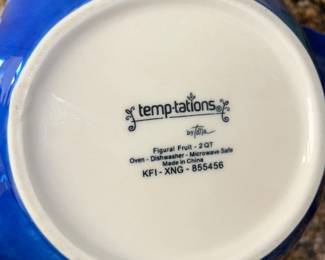 temp-tations®
by Tara
Figural Fruit - 2 QT
Oven - Dishwasher - Microwave Safe
Made in China
KFI - XNG - 855456